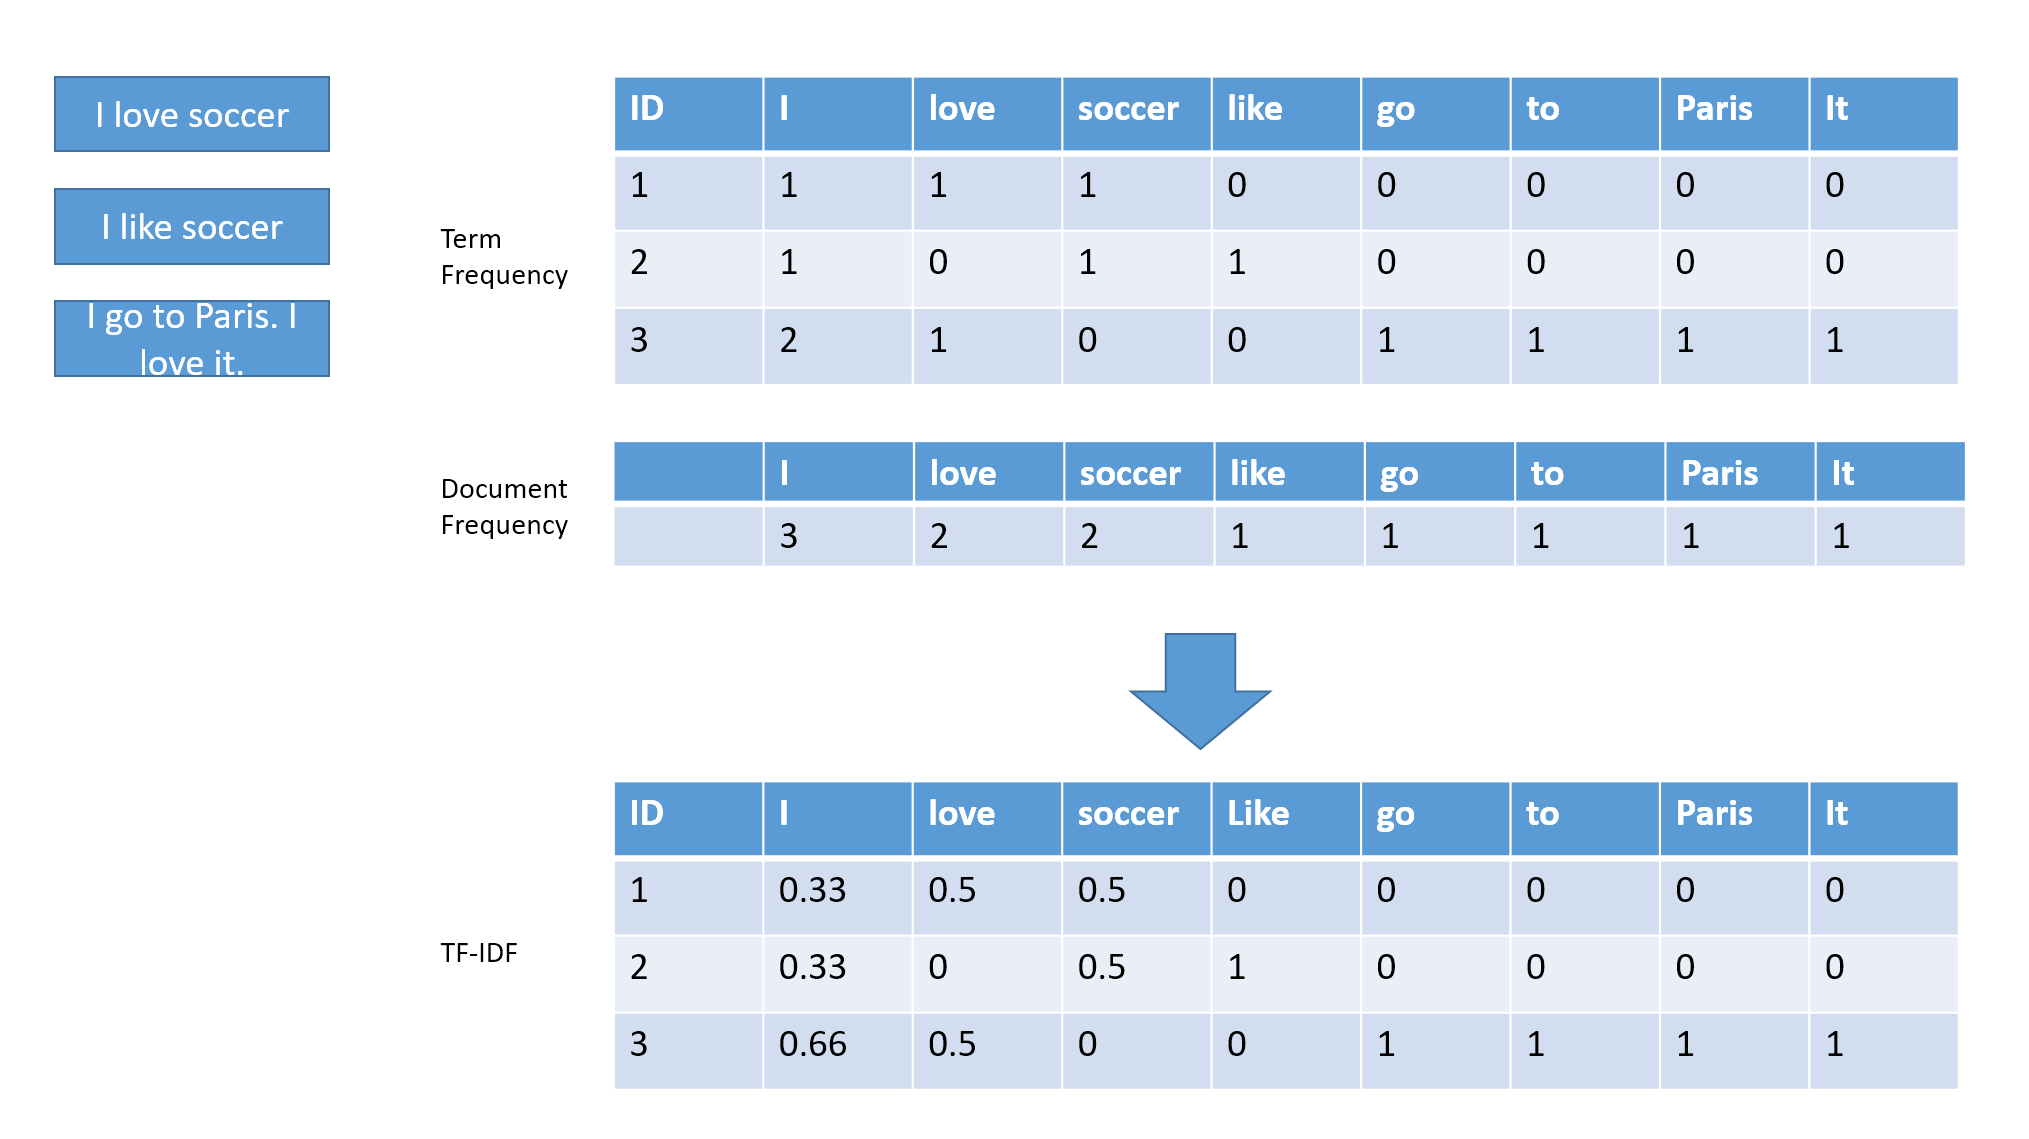 I love soccer
I like soccer
I go to Paris. I
love it.
Term
Frequency
ID I love soccer like go to Paris It
1 1 1 1 0 0 0 0 0
2 1 0 1 1 0 0 0 0
3 2 1 0 0 1 1 1 1
Document
Frequency
I love soccer like go to Paris It
3 2 2 1 1 1 1 1
TF-IDF
ID I love soccer Like go to Paris It
1 0.33 0.5 0.5 0 0 0 0 0
2 0.33 0 0.5 1 0 0 0 0
3 0.66 0.5 0 0 1 1 1 1